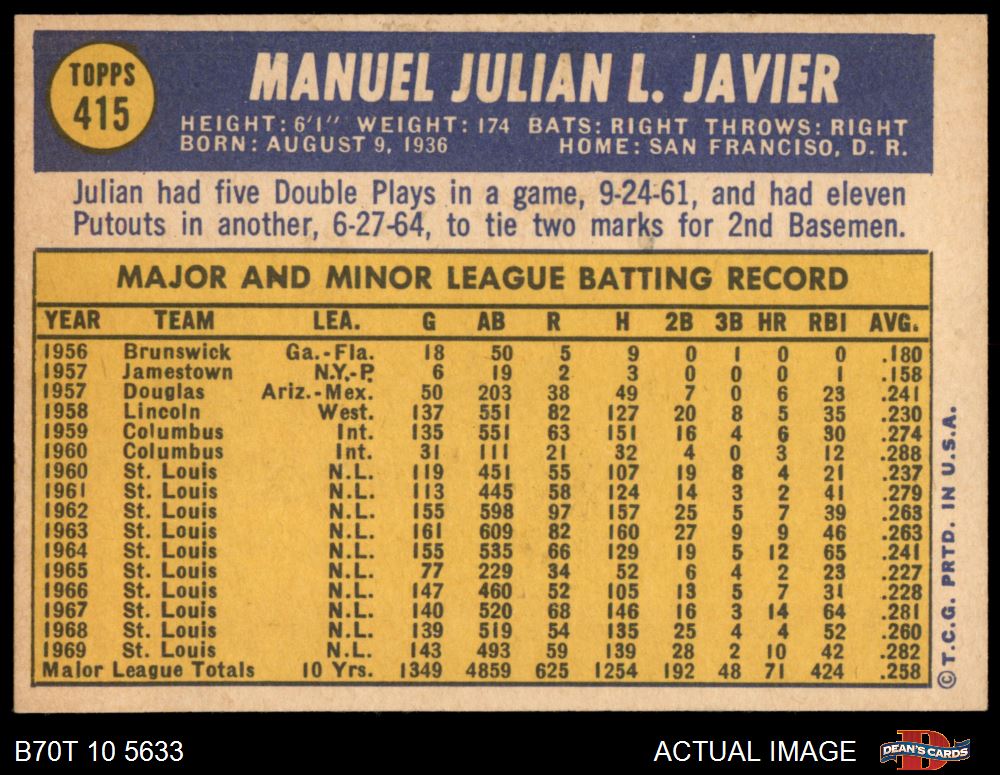 TOPPS
415
MANUEL JULIAN L. JAVIER
HEIGHT: 6'1" WEIGHT: 174 BATS: RIGHT THROWS: RIGHT
BORN: AUGUST 9, 1936 HOME: SAN FRANCISO, D. R.
Julian had five Double Plays in a game, 9-24-61, and had eleven
Putouts in another, 6-27-64, to tie two marks for 2nd Basemen.
MAJOR AND MINOR LEAGUE BATTING RECORD
YEAR TEAM LEA. G AB R H 2B 3B HR RBI AVG.
1956 Brunswick Ga.-Fla. 18 50 5 9 0 1 0 0 .180
1957 Jamestown N.Y.-P. 6 19 2 3 0 0 0 1 .158
1957 Douglas Ariz.-Mex. 50 203 38 49 7 0 6 23 .241
1958 Lincoln West. 137 551 82 127 20 8 5 35 .230
1959 Columbus Int. 135 551 63 151 16 4 6 30 .274
1960 Columbus Int. 31 111 21 32 4 0 3 12 .288
1960 St. Louis N.L. 119 451 55 107 19 8 4 21 .237
1961 St. Louis N.L. 113 445 58 124 14 3 2 41 .279
1962 St. Louis N.L. 155 598 97 157 25 5 7 39 .263
1963 St. Louis N.L. 161 609 82 160 27 9 9 46 .263
1964 St. Louis N.L. 155 535 66 129 19 5 12 65 .241
1965 St. Louis N.L. 77 229 34 52 6 4 2 23 .227
1966 St. Louis N.L. 147 460 52 105 13 5 7 31 .228
1967 St. Louis N.L. 140 520 68 146 16 3 14 64 .281
1968 St. Louis N.L. 139 519 54 135 25 4 4 52 .260
1969 St. Louis N.L. 143 493 59 139 28 2 10 42 .282
Major League Totals 10 Yrs. 1349 4859 625 1254 192 48 71 424 .258
© T.C.G. PRTD. IN U.S.A.
B70T 10 5633
ACTUAL IMAGE
D
DEAN'S CARDS